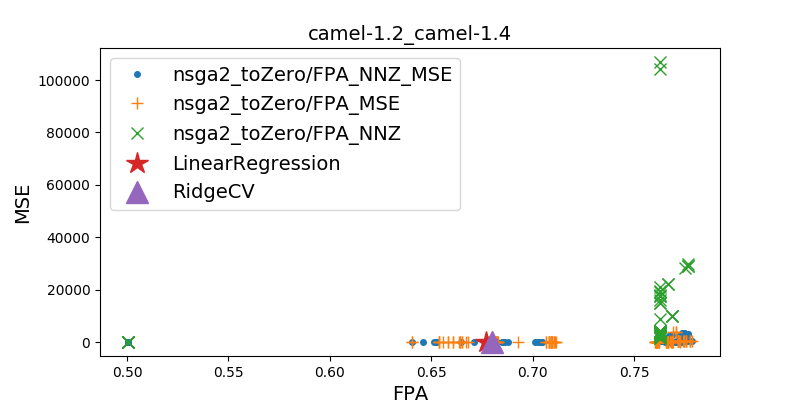 camel-1.2_camel-1.4
nsga2_toZero/FPA_NNZ_MSE
nsga2_toZero/FPA_MSE
nsga2_toZero/FPA_NNZ
LinearRegression
RidgeCV
MSE
100000
80000
60000
40000
20000
0
0.50
0.55
0.60
0.65
0.70
0.75
FPA